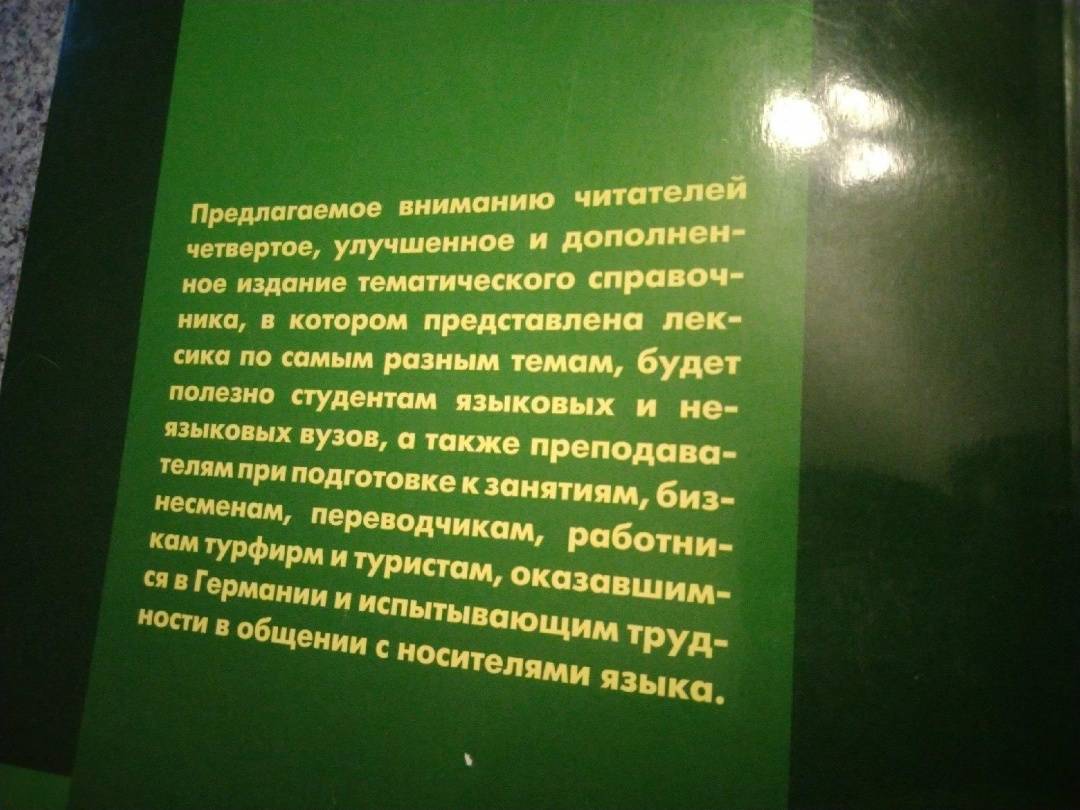 Предлагаемое вниманию читателей
четвертое, улучшенное и дополнен-
ное издание тематического справоч-
ника, в котором представлена лек-
сика по самым разным темам, будет
полезно студентам языковых и не-
языковых вузов, а также преподава-
телям при подготовке к занятиям, биз-
несменам, переводчикам, работни-
кам турфирм и туристам, оказавшим-
ся в Германии и испытывающим труд-
ности в общении с носителями языка.